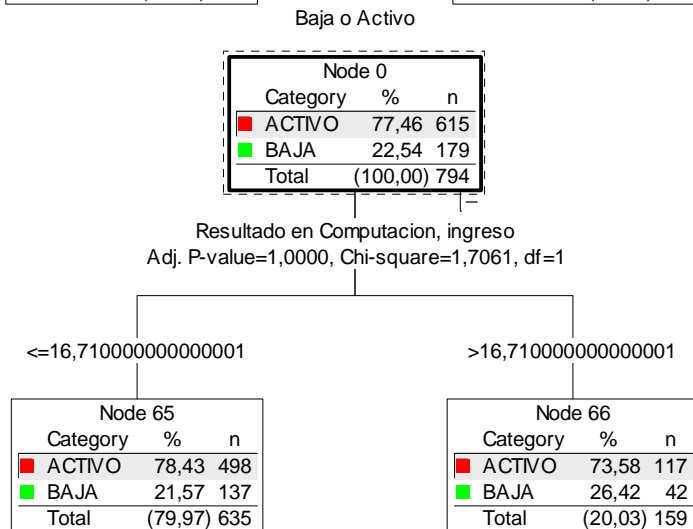 Baja o Activo
Node 0
Category % n
ACTIVO 77,46 615
BAJA 22,54 179
Total (100,00) 794
Resultado en Computacion, ingreso
Adj. P-value=1,0000, Chi-square=1,7061, df=1
<=16,710000000000001
>16,710000000000001
Node 65
Category % n
ACTIVO 78,43 498
BAJA 21,57 137
Total (79,97) 635
Node 66
Category % n
ACTIVO 73,58 117
BAJA 26,42 42
Total (20,03) 159